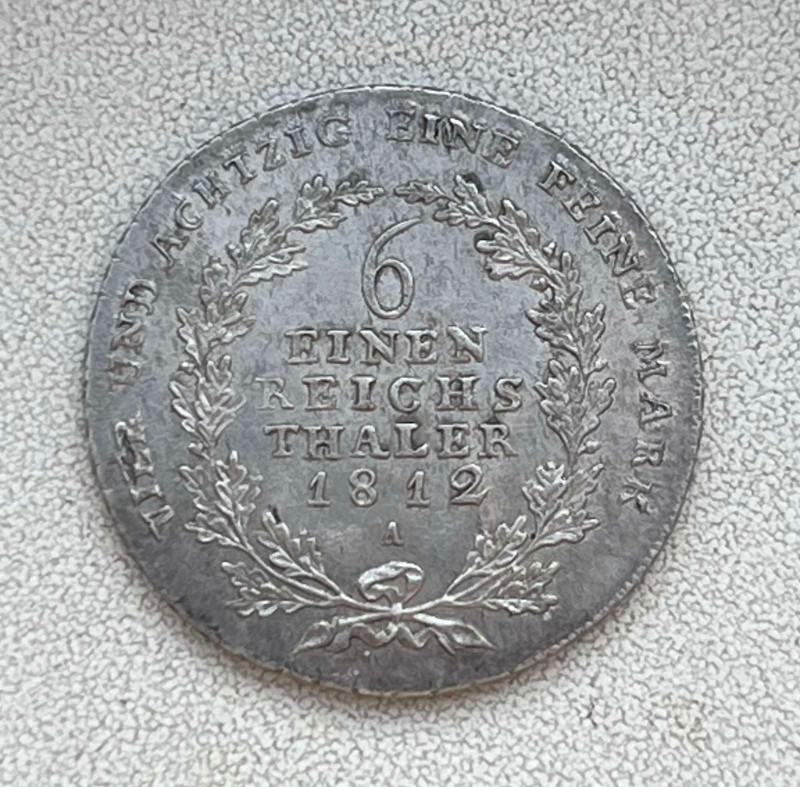 VIER UND ACHTZIG EINE FEINE MARK
6
EINEN
REICHS
THALER
1812
A